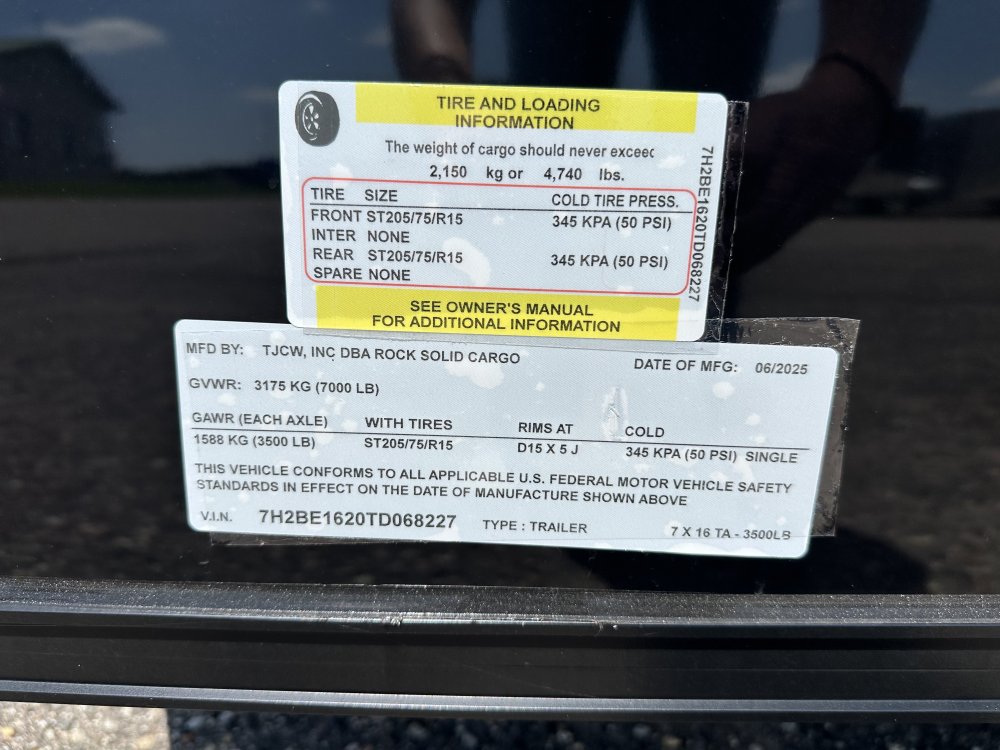 TIRE AND LOADING
INFORMATION
The weight of cargo should never exceed
2,150 kg or 4,740 lbs.
TIRE SIZE COLD TIRE PRESS.
FRONT ST205/75/R15 345 KPA (50 PSI)
INTER NONE
REAR ST205/75/R15 345 KPA (50 PSI)
SPARE NONE
SEE OWNER'S MANUAL
FOR ADDITIONAL INFORMATION
7H2BE1620TD068227
MFD BY: TJCW, INC DBA ROCK SOLID CARGO DATE OF MFG: 06/2025
GVWR: 3175 KG (7000 LB)
GAWR (EACH AXLE) WITH TIRES RIMS AT COLD
1588 KG (3500 LB) ST205/75/R15 D15 X 5 J 345 KPA (50 PSI) SINGLE
THIS VEHICLE CONFORMS TO ALL APPLICABLE U.S. FEDERAL MOTOR VEHICLE SAFETY
STANDARDS IN EFFECT ON THE DATE OF MANUFACTURE SHOWN ABOVE
V.I.N. 7H2BE1620TD068227 TYPE : TRAILER 7 X 16 TA - 3500LB